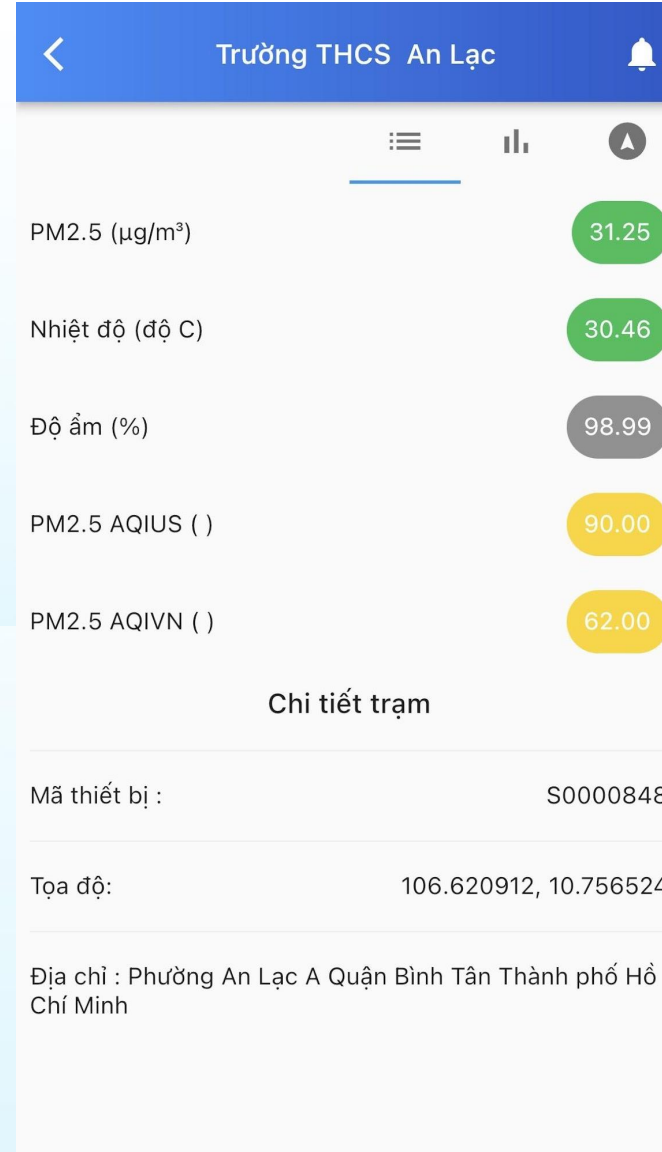 Trường THCS An Lạc
PM2.5 (µg/m³) 31.25
Nhiệt độ (độ C) 30.46
Độ ẩm (%) 98.99
PM2.5 AQIUS ( ) 90.00
PM2.5 AQIVN ( ) 62.00
Chi tiết trạm
Mã thiết bị : S0000848
Tọa độ: 106.620912, 10.756524
Địa chỉ : Phường An Lạc A Quận Bình Tân Thành phố Hồ
Chí Minh